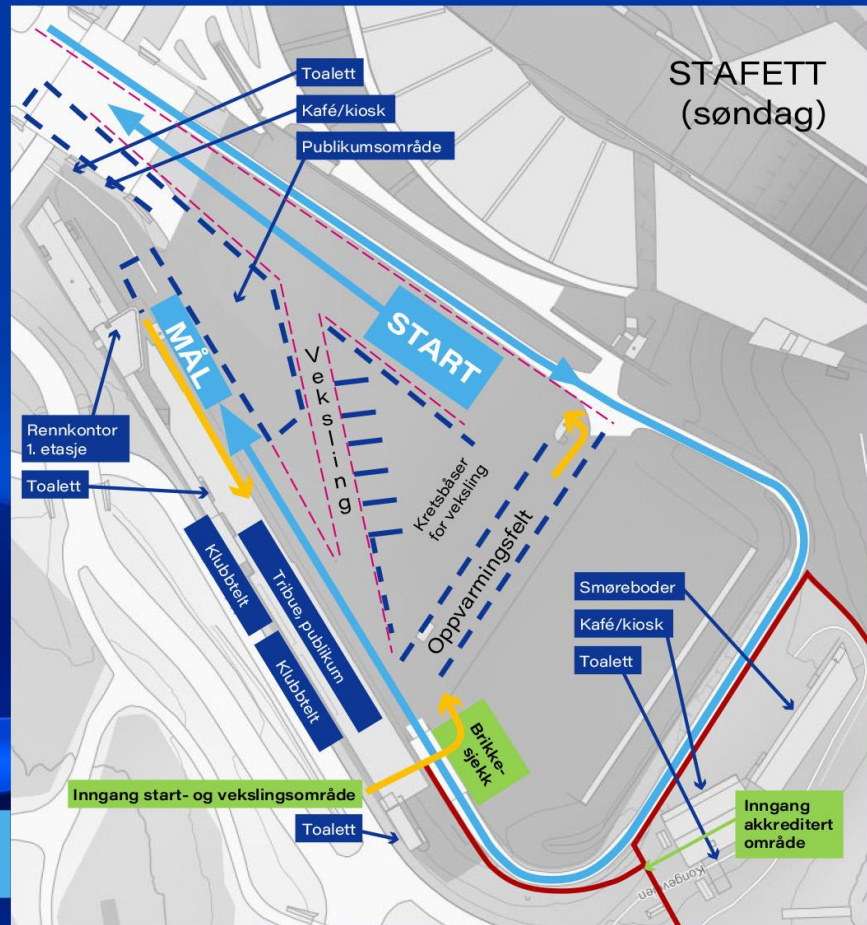 STAFETT
(søndag)
Toalett
Kafé/kiosk
Publikumsområde
START
MÅL
Veksling
Rennkontor
1. etasje
Toalett
Kretsbåser
for veksling
Oppvarmingsfelt
Klubbtelt
Tribue, publikum
Klubbtelt
Smøreboder
Kafé/kiosk
Toalett
Brikke-
sjekk
Inngang start- og vekslingsområde
Toalett
Inngang
akkreditert
område
Kongeveien